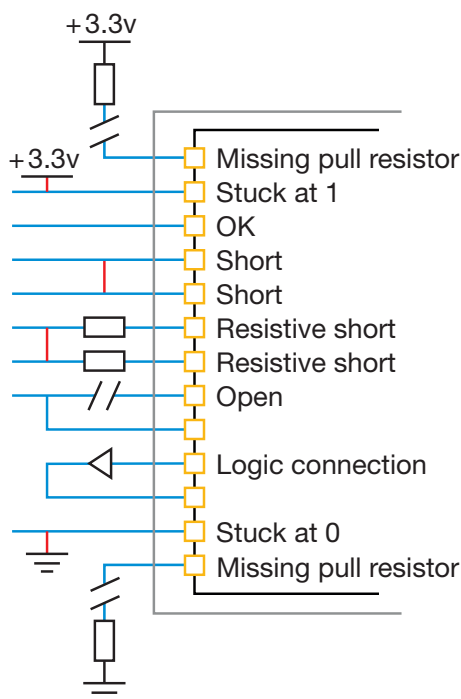 +3.3v
Missing pull resistor
+3.3v
Stuck at 1
OK
Short
Short
Resistive short
Resistive short
Open
Logic connection
Stuck at 0
Missing pull resistor